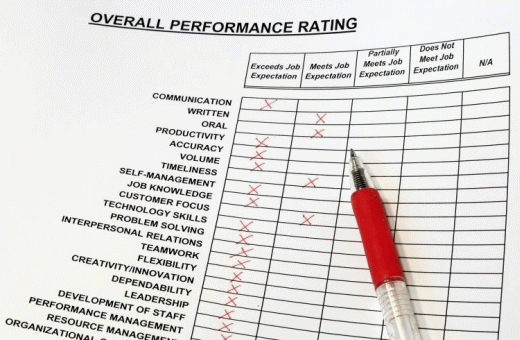 OVERALL PERFORMANCE RATING
Exceeds Job Expectation
Meets Job Expectation
Partially Meets Job Expectation
Does Not Meet Job Expectation
N/A
COMMUNICATION
WRITTEN
ORAL
PRODUCTIVITY
ACCURACY
VOLUME
TIMELINESS
SELF-MANAGEMENT
JOB KNOWLEDGE
CUSTOMER FOCUS
TECHNOLOGY SKILLS
PROBLEM SOLVING
INTERPERSONAL RELATIONS
TEAMWORK
FLEXIBILITY
CREATIVITY/INNOVATION
DEPENDABILITY
LEADERSHIP
DEVELOPMENT OF STAFF
PERFORMANCE MANAGEMENT
RESOURCE MANAGEMENT